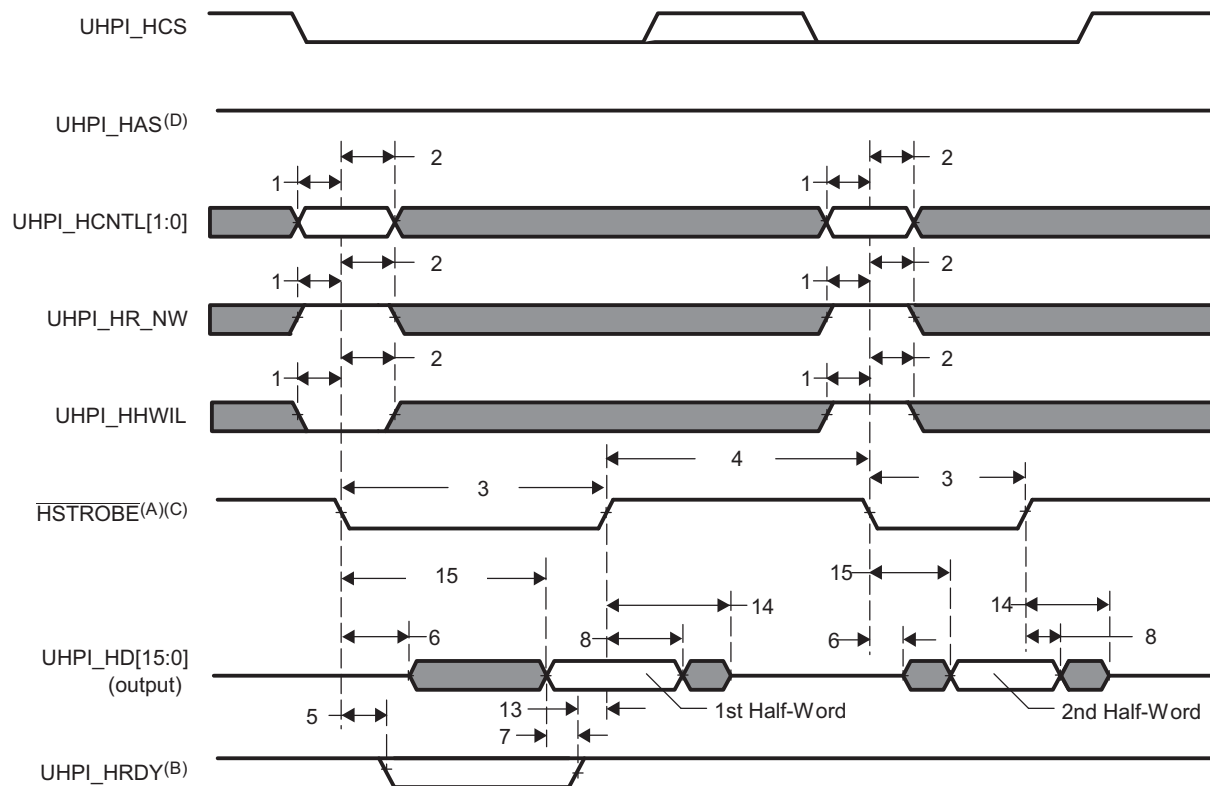 UHPI_HCS
UHPI_HAS(D)
2 2
1 1
UHPI_HCNTL[1:0]
2 2
1 1
UHPI_HR_NW
2 2
1 1
UHPI_HHWIL
4
3 3
HSTROBE(A)(C)
15 15
14 14
6 8 6 8
UHPI_HD[15:0]
(output)
13 1st Half-Word 2nd Half-Word
5
7
UHPI_HRDY(B)